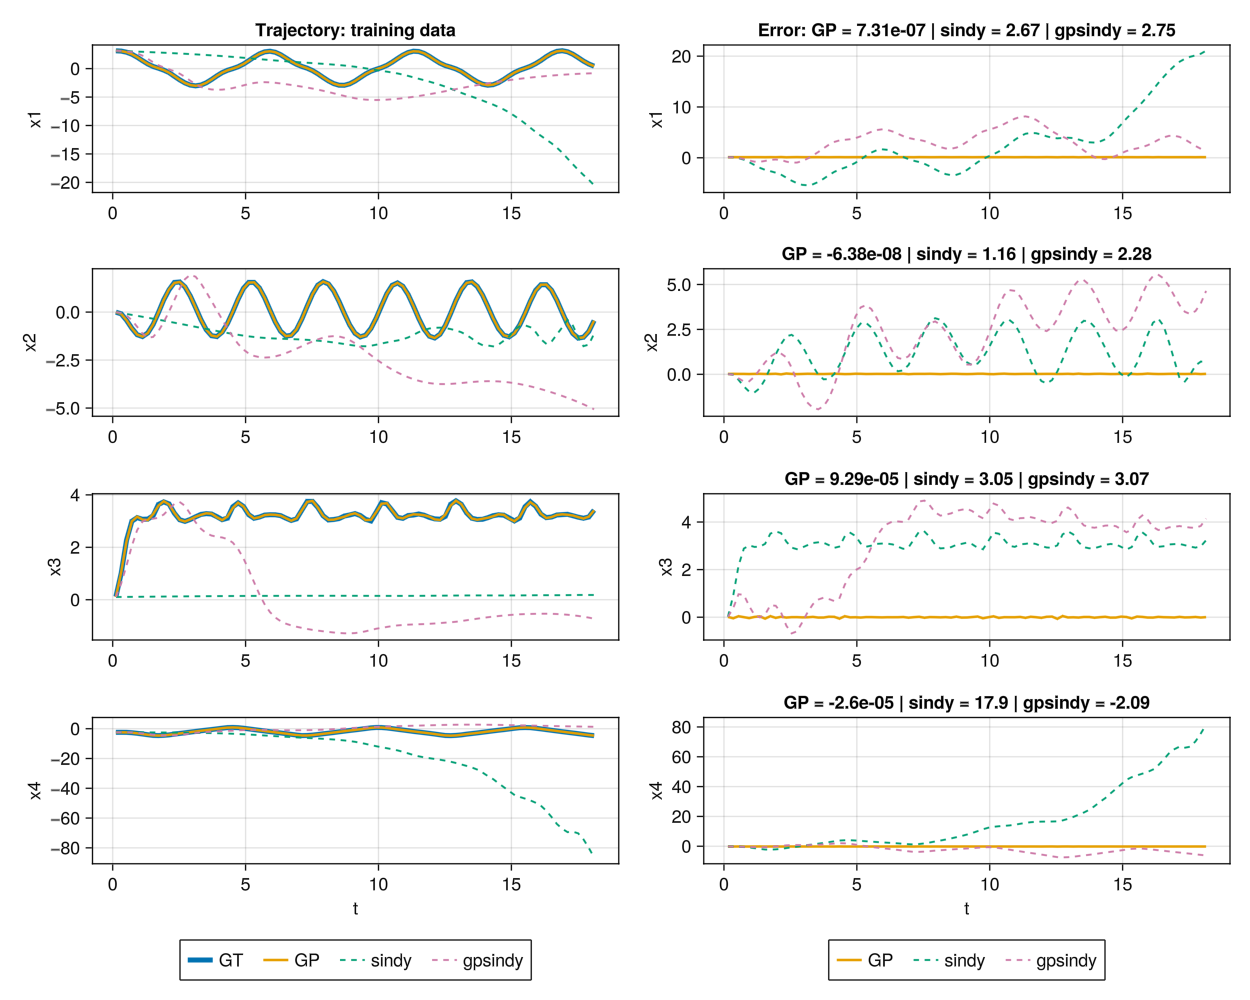 Trajectory: training data
x1
0
−5
−10
−15
−20
0 5 10 15
Error: GP = 7.31e-07 | sindy = 2.67 | gpsindy = 2.75
x1
20
10
0
0 5 10 15
x2
0.0
−2.5
−5.0
0 5 10 15
GP = -6.38e-08 | sindy = 1.16 | gpsindy = 2.28
x2
5.0
2.5
0.0
0 5 10 15
x3
4
2
0
0 5 10 15
GP = 9.29e-05 | sindy = 3.05 | gpsindy = 3.07
x3
4
2
0
0 5 10 15
x4
0
−20
−40
−60
−80
0 5 10 15
t
GP = -2.6e-05 | sindy = 17.9 | gpsindy = -2.09
x4
80
60
40
20
0
0 5 10 15
t
GT GP sindy gpsindy
GP sindy gpsindy